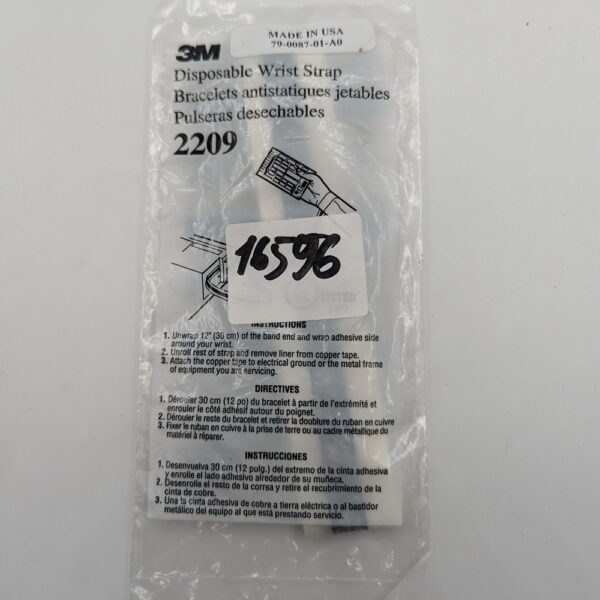 MADE IN USA
79-0087-01-A0
3M
Disposable Wrist Strap
Bracelets antistatiques jetables
Pulseras desechables
2209
16596
LISTED
INSTRUCTIONS
1. Unwrap 12" (30 cm) of the band end and wrap adhesive side
around your wrist.
2. Unroll rest of strap and remove liner from copper tape.
3. Attach the copper tape to electrical ground or the metal frame
of equipment you are servicing.
DIRECTIVES
1. Dérouler 30 cm (12 po) du bracelet à partir de l'extrémité et
enrouler le côté adhésif autour du poignet.
2. Dérouler le reste du bracelet et retirer la doublure du ruban en cuivre
3. Fixer le ruban en cuivre à la prise de terre ou au cadre métallique du
matériel à réparer.
INSTRUCCIONES
1. Desenvuelva 30 cm (12 pulg.) del extremo de la cinta adhesiva
y enrolle el lado adhesivo alrededor de su muñeca.
2. Desenrolle el resto de la correa y retire el recubrimiento de la
cinta de cobre.
3. Una la cinta adhesiva de cobre a tierra eléctrica o al bastidor
metálico del equipo al que está prestando servicio.